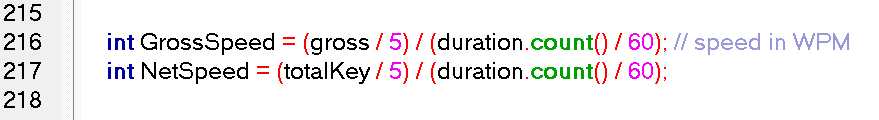 215
216 int GrossSpeed = (gross / 5) / (duration.count() / 60); // speed in WPM
217 int NetSpeed = (totalKey / 5) / (duration.count() / 60);
218